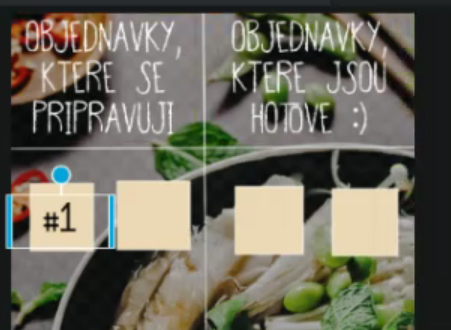 OBJEDNAVKY,
KTERE SE
PRIPRAVUJI
OBJEDNAVKY,
KTERE JSOU
HOTOVE :)
#1